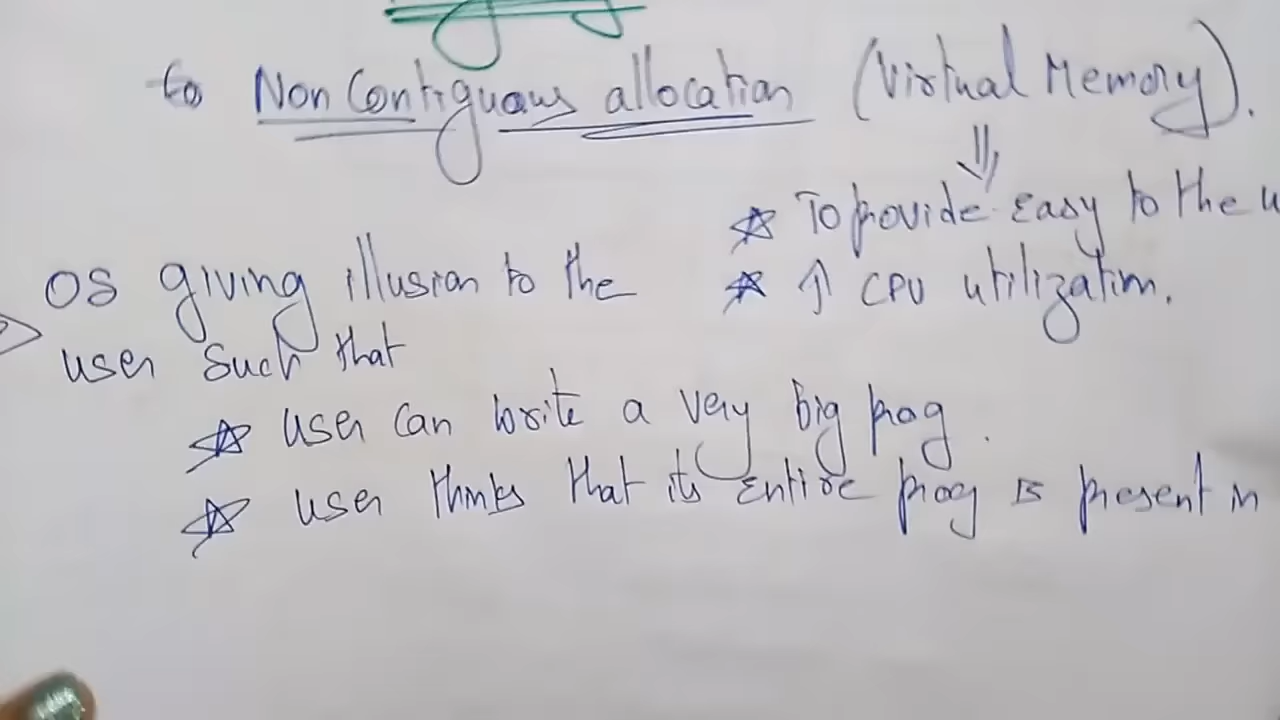 to Non Contiguous allocation (Virtual Memory).
⇓
☆ To provide easy to the u
☆ ⇑ CPU utilization.
OS giving illusion to the
user such that
☆ user can write a very big prog.
☆ user thinks that its entire prog is present in